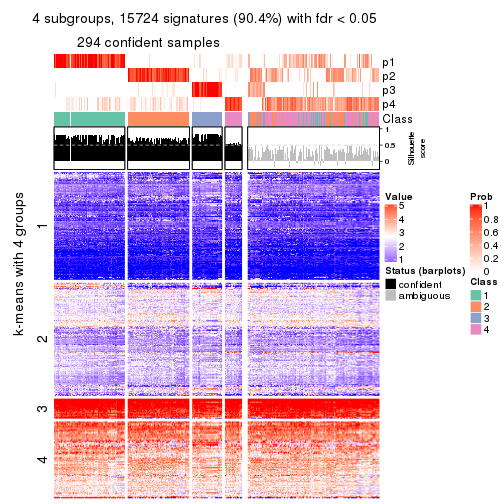 4 subgroups, 15724 signatures (90.4%) with fdr < 0.05
294 confident samples
p1
p2
p3
p4
Class
1
0.5
0
Silhouette
score
k-means with 4 groups
1
2
3
4
Value
5
4
3
2
1
Status (barplots)
confident
ambiguous
Prob
1
0.8
0.6
0.4
0.2
0
Class
1
2
3
4